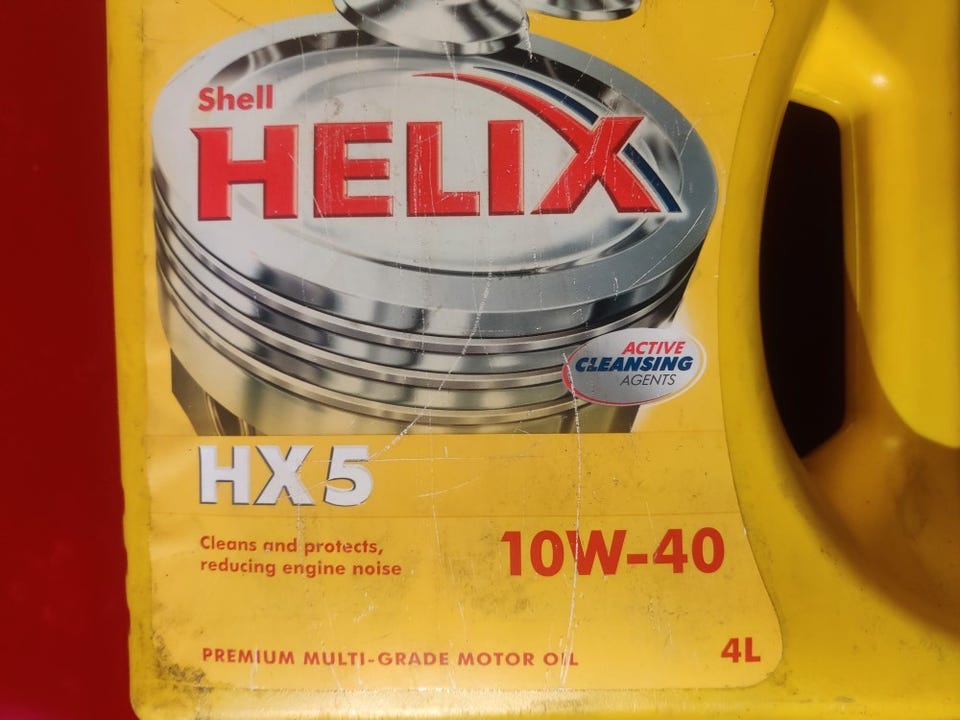 Shell
HELIX
ACTIVE
CLEANSING
AGENTS
HX5
Cleans and protects,
reducing engine noise
10W-40
PREMIUM MULTI-GRADE MOTOR OIL
4L